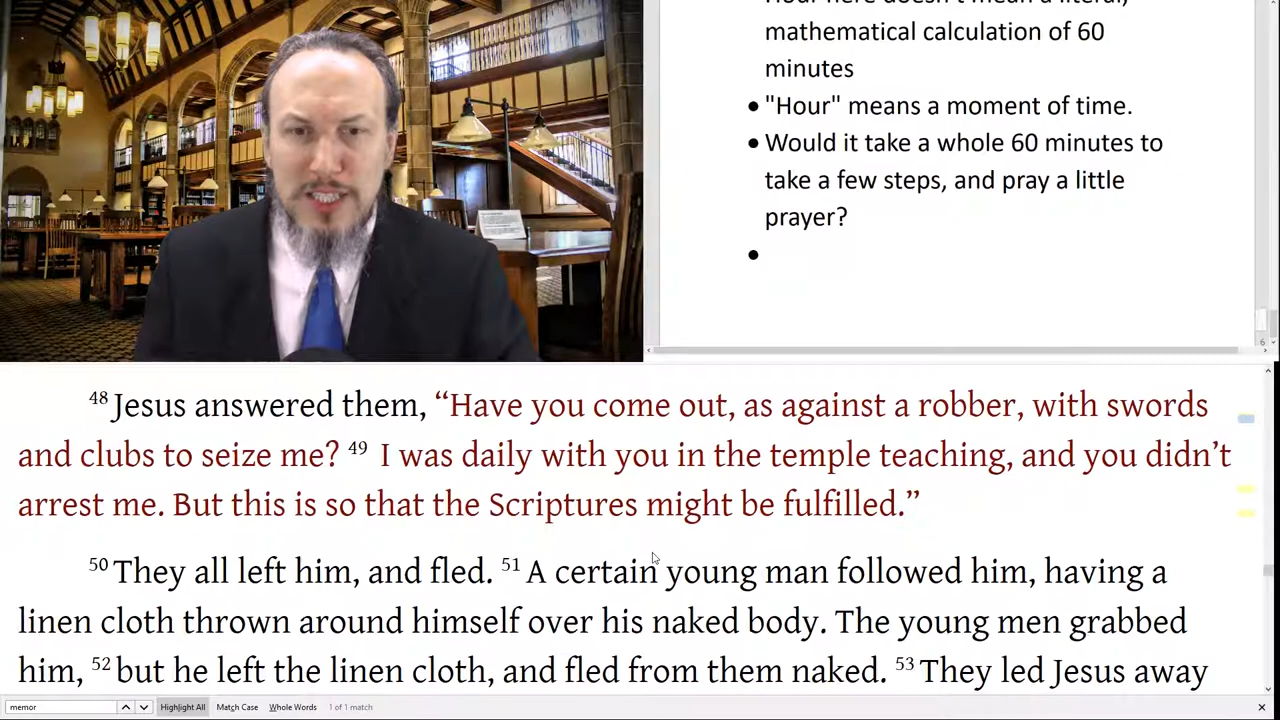 Hour here doesn't mean a literal,
mathematical calculation of 60
minutes
• "Hour" means a moment of time.
• Would it take a whole 60 minutes to
take a few steps, and pray a little
prayer?
•
6
48 Jesus answered them, “Have you come out, as against a robber, with swords
and clubs to seize me? 49 I was daily with you in the temple teaching, and you didn’t
arrest me. But this is so that the Scriptures might be fulfilled.”
50 They all left him, and fled. 51 A certain young man followed him, having a
linen cloth thrown around himself over his naked body. The young men grabbed
him, 52 but he left the linen cloth, and fled from them naked. 53 They led Jesus away
memor
Highlight All
Match Case
Whole Words
1 of 1 match